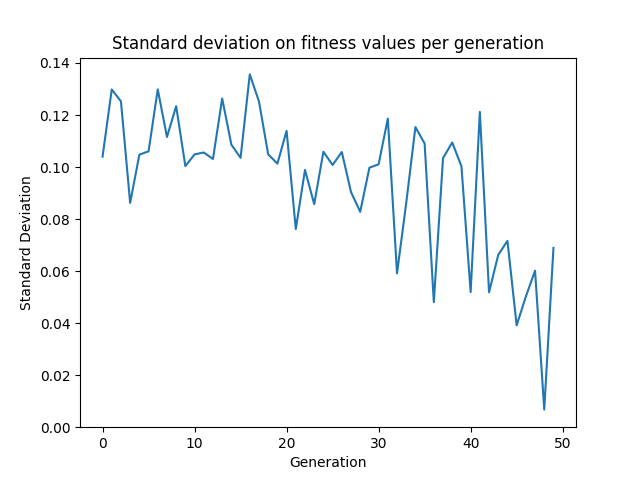 Standard deviation on fitness values per generation
0.14
0.12
0.10
0.08
0.06
0.04
0.02
0.00
Standard Deviation
0 10 20 30 40 50
Generation